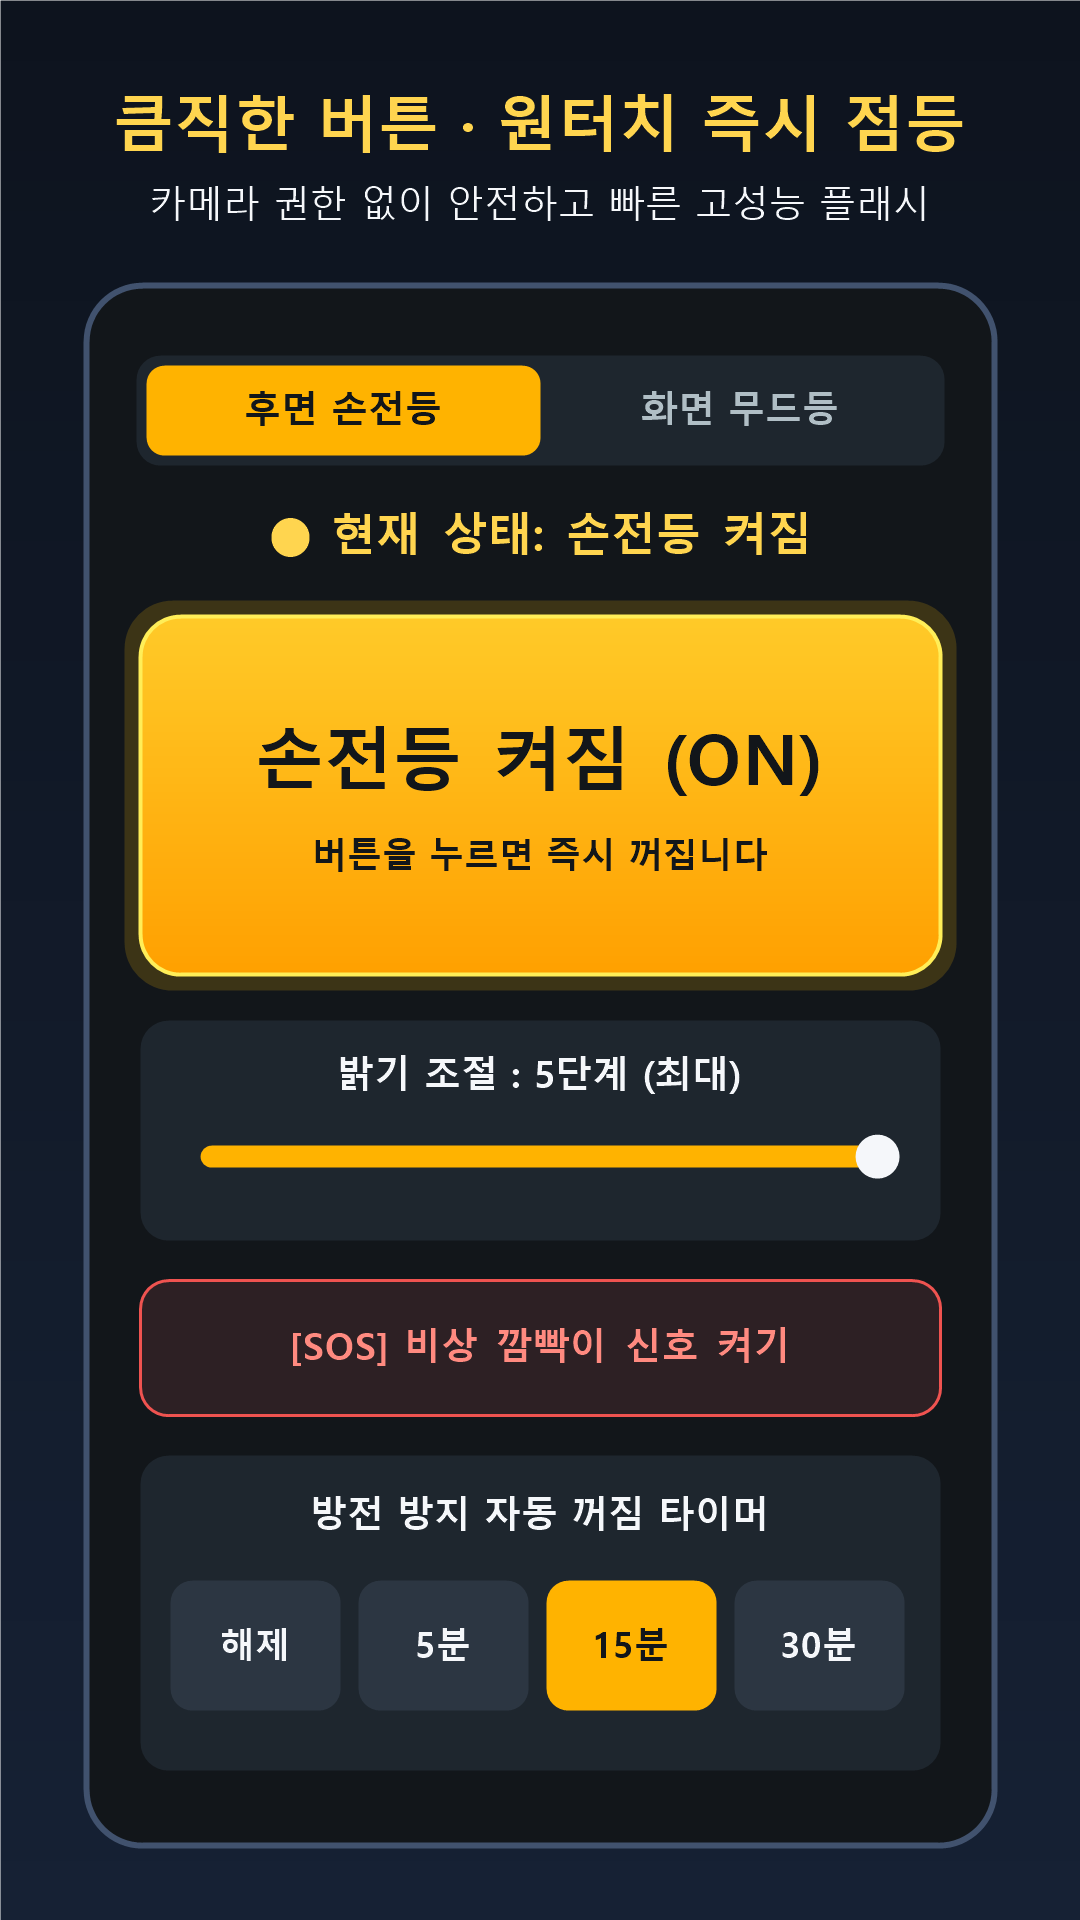 큼직한 버튼 · 원터치 즉시 점등
카메라 권한 없이 안전하고 빠른 고성능 플래시
후면 손전등
화면 무드등
현재 상태: 손전등 켜짐
손전등 켜짐 (ON)
버튼을 누르면 즉시 꺼집니다
밝기 조절 : 5단계 (최대)
[SOS] 비상 깜빡이 신호 켜기
방전 방지 자동 꺼짐 타이머
해제
5분
15분
30분